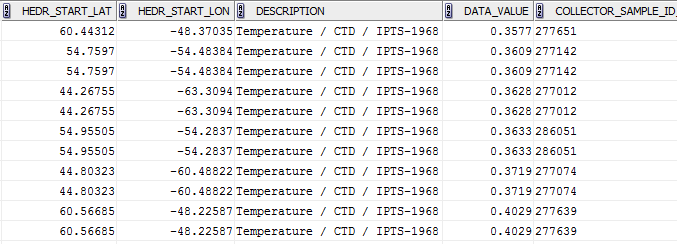 HEDR_START_LAT HEDR_START_LON DESCRIPTION DATA_VALUE COLLECTOR_SAMPLE_ID
60.44312 -48.37035 Temperature / CTD / IPTS-1968 0.3577 277651
54.7597 -54.48384 Temperature / CTD / IPTS-1968 0.3609 277142
54.7597 -54.48384 Temperature / CTD / IPTS-1968 0.3609 277142
44.26755 -63.3094 Temperature / CTD / IPTS-1968 0.3628 277012
44.26755 -63.3094 Temperature / CTD / IPTS-1968 0.3628 277012
54.95505 -54.2837 Temperature / CTD / IPTS-1968 0.3633 286051
54.95505 -54.2837 Temperature / CTD / IPTS-1968 0.3633 286051
44.80323 -60.48822 Temperature / CTD / IPTS-1968 0.3719 277074
44.80323 -60.48822 Temperature / CTD / IPTS-1968 0.3719 277074
60.56685 -48.22587 Temperature / CTD / IPTS-1968 0.4029 277639
60.56685 -48.22587 Temperature / CTD / IPTS-1968 0.4029 277639